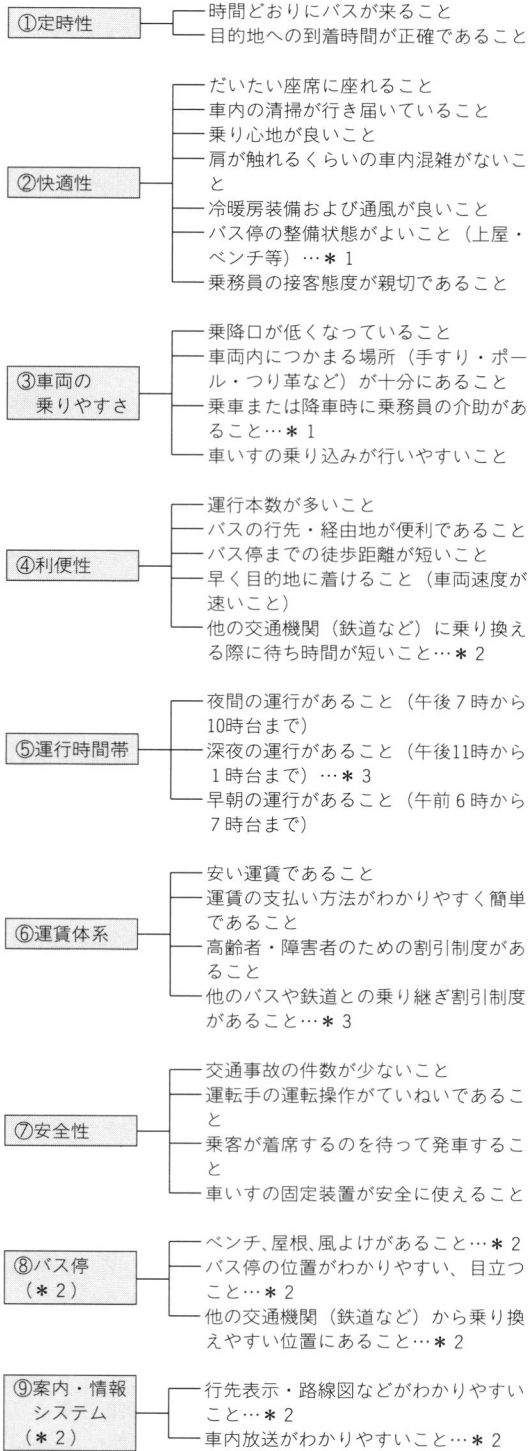 ①定時性
時間どおりにバスが来ること
目的地への到着時間が正確であること
②快適性
だいたい座席に座れること
車内の清掃が行き届いていること
乗り心地が良いこと
肩が触れるくらいの車内混雑がないこ
と
冷暖房装備および通風が良いこと
バス停の整備状態がよいこと（上屋・
ベンチ等）…＊1
乗務員の接客態度が親切であること
③車両の
乗りやすさ
乗降口が低くなっていること
車両内につかまる場所（手すり・ポー
ル・つり革など）が十分にあること
乗車または降車時に乗務員の介助があ
ること…＊1
車いすの乗り込みが行いやすいこと
④利便性
運行本数が多いこと
バスの行先・経由地が便利であること
バス停までの徒歩距離が短いこと
早く目的地に着けること（車両速度が
速いこと）
他の交通機関（鉄道など）に乗り換え
る際に待ち時間が短いこと…＊2
⑤運行時間帯
夜間の運行があること（午後7時から
10時台まで）
深夜の運行があること（午後11時から
1時台まで）…＊3
早朝の運行があること（午前6時から
7時台まで）
⑥運賃体系
安い運賃であること
運賃の支払い方法がわかりやすく簡単
であること
高齢者・障害者のための割引制度があ
ること
他のバスや鉄道との乗り継ぎ割引制度
があること…＊3
⑦安全性
交通事故の件数が少ないこと
運転手の運転操作がていねいであるこ
と
乗客が着席するのを待って発車するこ
と
車いすの固定装置が安全に使えること
⑧バス停
（＊2）
ベンチ、屋根、風よけがあること…＊2
バス停の位置がわかりやすい、目立つ
こと…＊2
他の交通機関（鉄道など）から乗り換
えやすい位置にあること…＊2
⑨案内・情報
システム
（＊2）
行先表示・路線図などがわかりやすい
こと…＊2
車内放送がわかりやすいこと…＊2